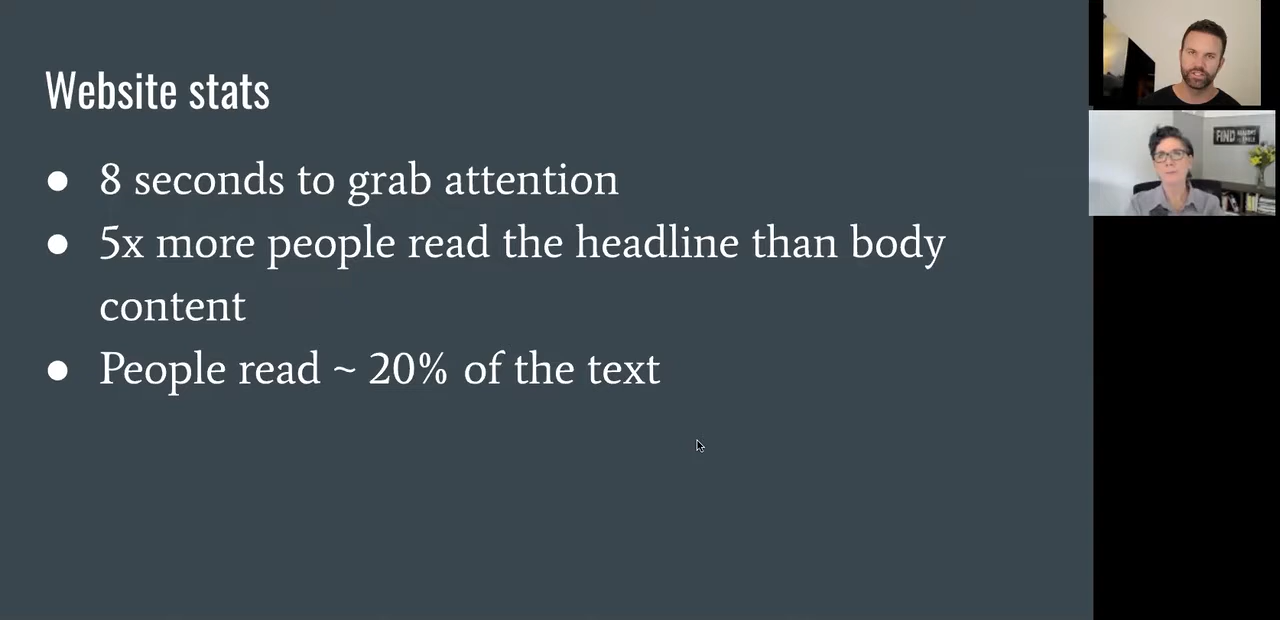 Website stats
● 8 seconds to grab attention
● 5x more people read the headline than body
content
● People read ~ 20% of the text
FIND